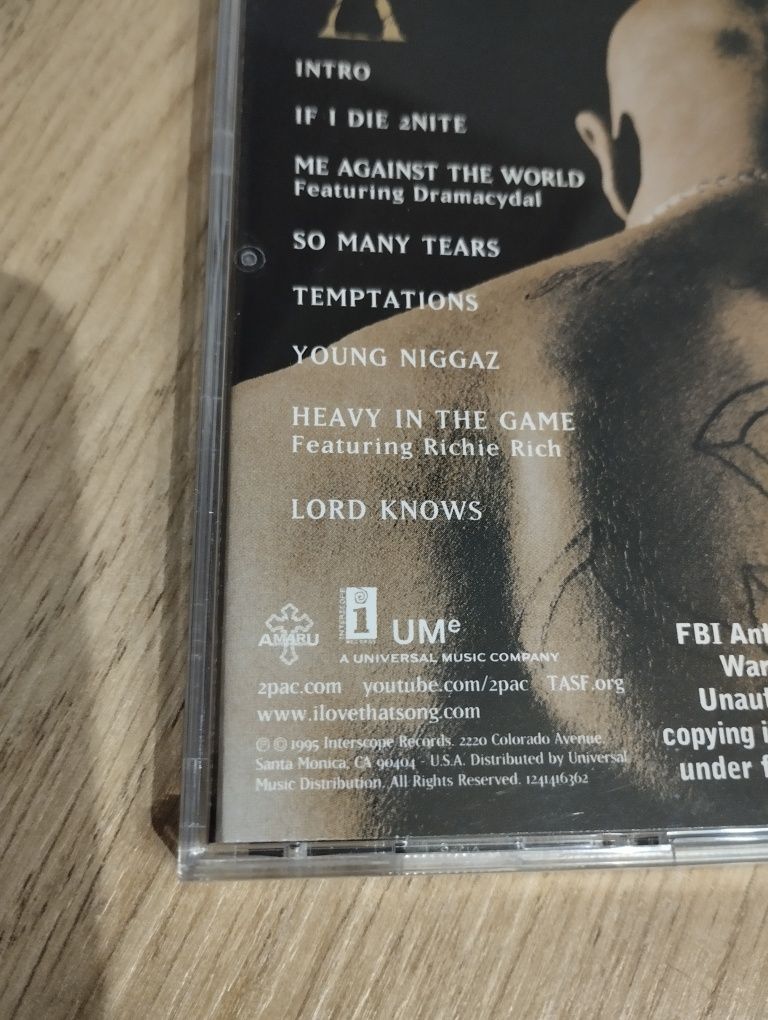 INTRO
IF I DIE 2NITE
ME AGAINST THE WORLD
Featuring Dramacydal
SO MANY TEARS
TEMPTATIONS
YOUNG NIGGAZ
HEAVY IN THE GAME
Featuring Richie Rich
LORD KNOWS
AMARU
INTERSCOPE
RECORDS
UMe
A UNIVERSAL MUSIC COMPANY
2pac.com youtube.com/2pac TASF.org
www.ilovethatsong.com
℗ © 1995 Interscope Records. 2220 Colorado Avenue.
Santa Monica, CA 90404 - U.S.A. Distributed by Universal
Music Distribution. All Rights Reserved. 1241416362
FBI Ant
War
Unaut
copying i
under f